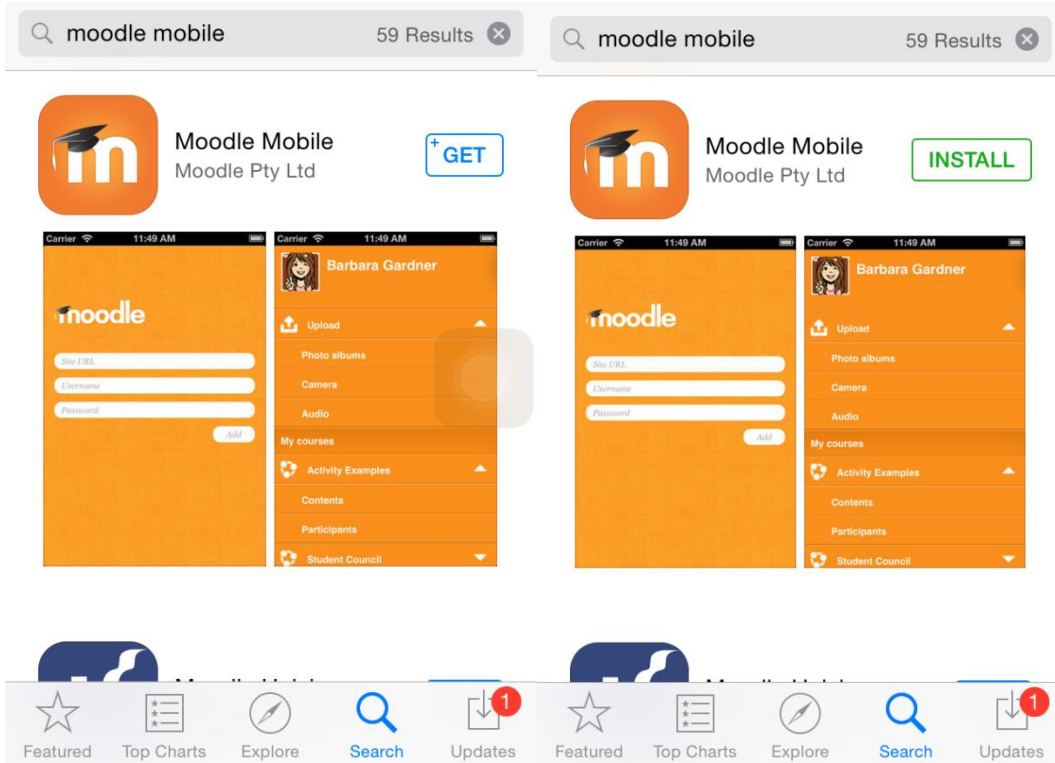 moodle mobile 59 Results
Moodle Mobile
Moodle Pty Ltd
+GET
Carrier 11:49 AM
moodle
Site URL
Username
Password
Add
Carrier 11:49 AM
Barbara Gardner
Upload
Photo albums
Camera
Audio
My courses
Activity Examples
Contents
Participants
Student Council
Featured Top Charts Explore Search Updates
1
moodle mobile 59 Results
Moodle Mobile
Moodle Pty Ltd
INSTALL
Carrier 11:49 AM
moodle
Site URL
Username
Password
Add
Carrier 11:49 AM
Barbara Gardner
Upload
Photo albums
Camera
Audio
My courses
Activity Examples
Contents
Participants
Student Council
Featured Top Charts Explore Search Updates
1